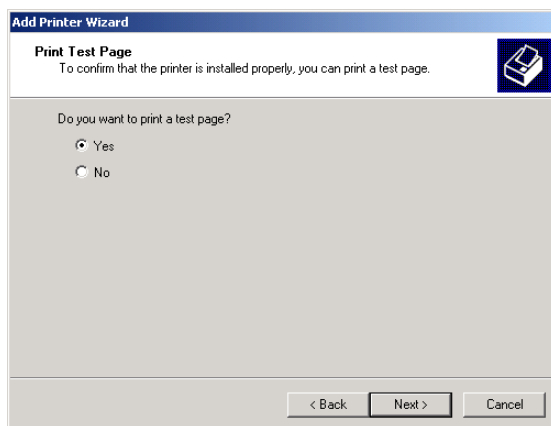 Add Printer Wizard
Print Test Page
To confirm that the printer is installed properly, you can print a test page.
Do you want to print a test page?
Yes
No
< Back
Next >
Cancel